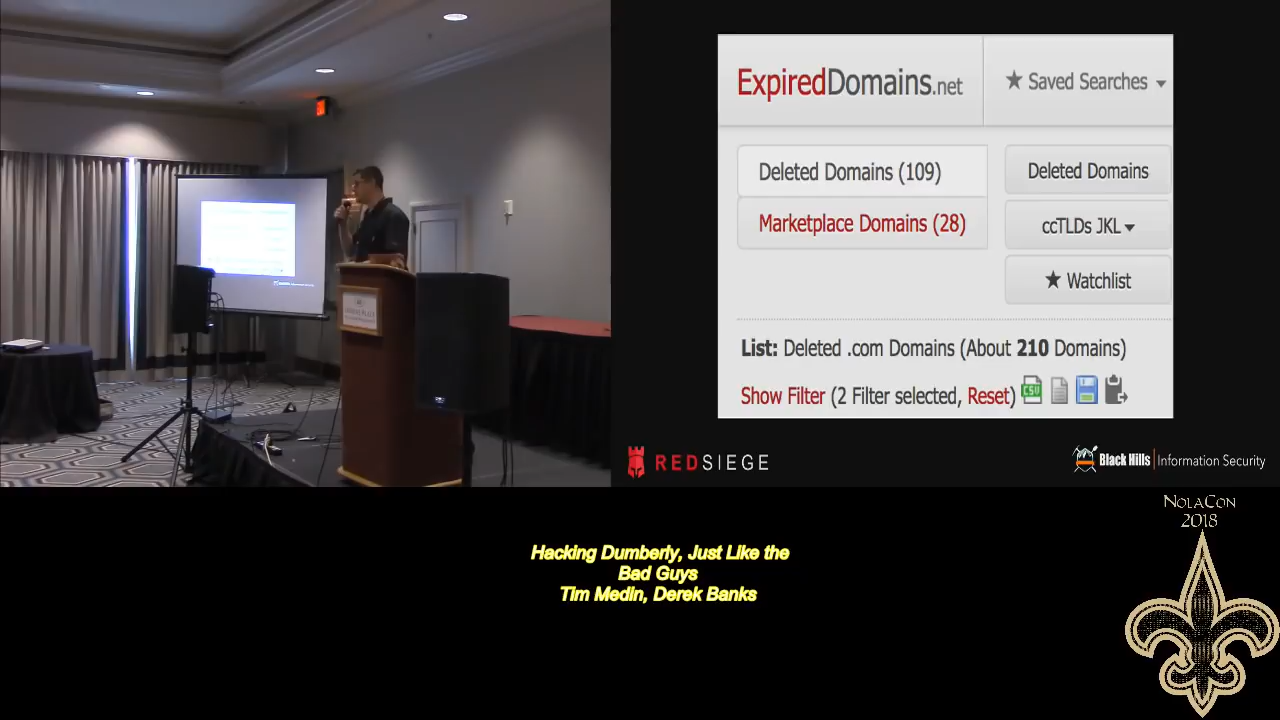 ExpiredDomains.net
★ Saved Searches
Deleted Domains (109)
Deleted Domains
Marketplace Domains (28)
ccTLDs JKL
★ Watchlist
List: Deleted .com Domains (About 210 Domains)
Show Filter (2 Filter selected, Reset)
CSV
REDSIEGE
Black Hills Information Security
NOLACON
2018
Hacking Dumberly, Just Like the
Bad Guys
Tim Medin, Derek Banks